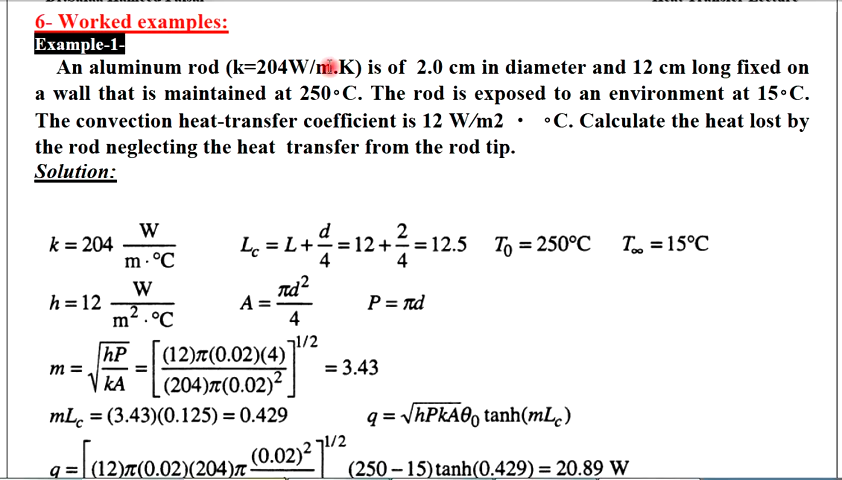 6- Worked examples:
Example-1-
An aluminum rod (k=204W/m.K) is of 2.0 cm in diameter and 12 cm long fixed on
a wall that is maintained at 250∘C. The rod is exposed to an environment at 15∘C.
The convection heat-transfer coefficient is 12 W/m2 · ∘C. Calculate the heat lost by
the rod neglecting the heat transfer from the rod tip.
Solution:
k = 204 W/(m·°C) L_c = L + d/4 = 12 + 2/4 = 12.5 T_0 = 250°C T_∞ = 15°C
h = 12 W/(m²·°C) A = πd²/4 P = πd
m = √(hP/kA) = [(12)π(0.02)(4)/(204)π(0.02)²]^1/2 = 3.43
mL_c = (3.43)(0.125) = 0.429 q = √(hPkA)θ_0 tanh(mL_c)
q = [(12)π(0.02)(204)π (0.02)²]^1/2 (250 – 15) tanh(0.429) = 20.89 W